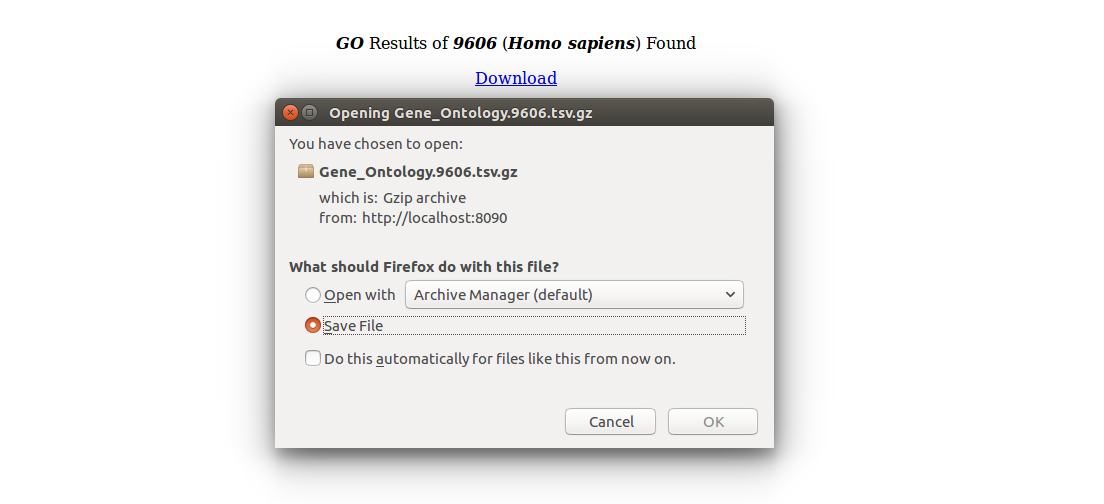 GO Results of 9606 (Homo sapiens) Found
Download
Opening Gene_Ontology.9606.tsv.gz
You have chosen to open:
Gene_Ontology.9606.tsv.gz
which is: Gzip archive
from: http://localhost:8090
What should Firefox do with this file?
Open with Archive Manager (default)
Save File
Do this automatically for files like this from now on.
Cancel OK